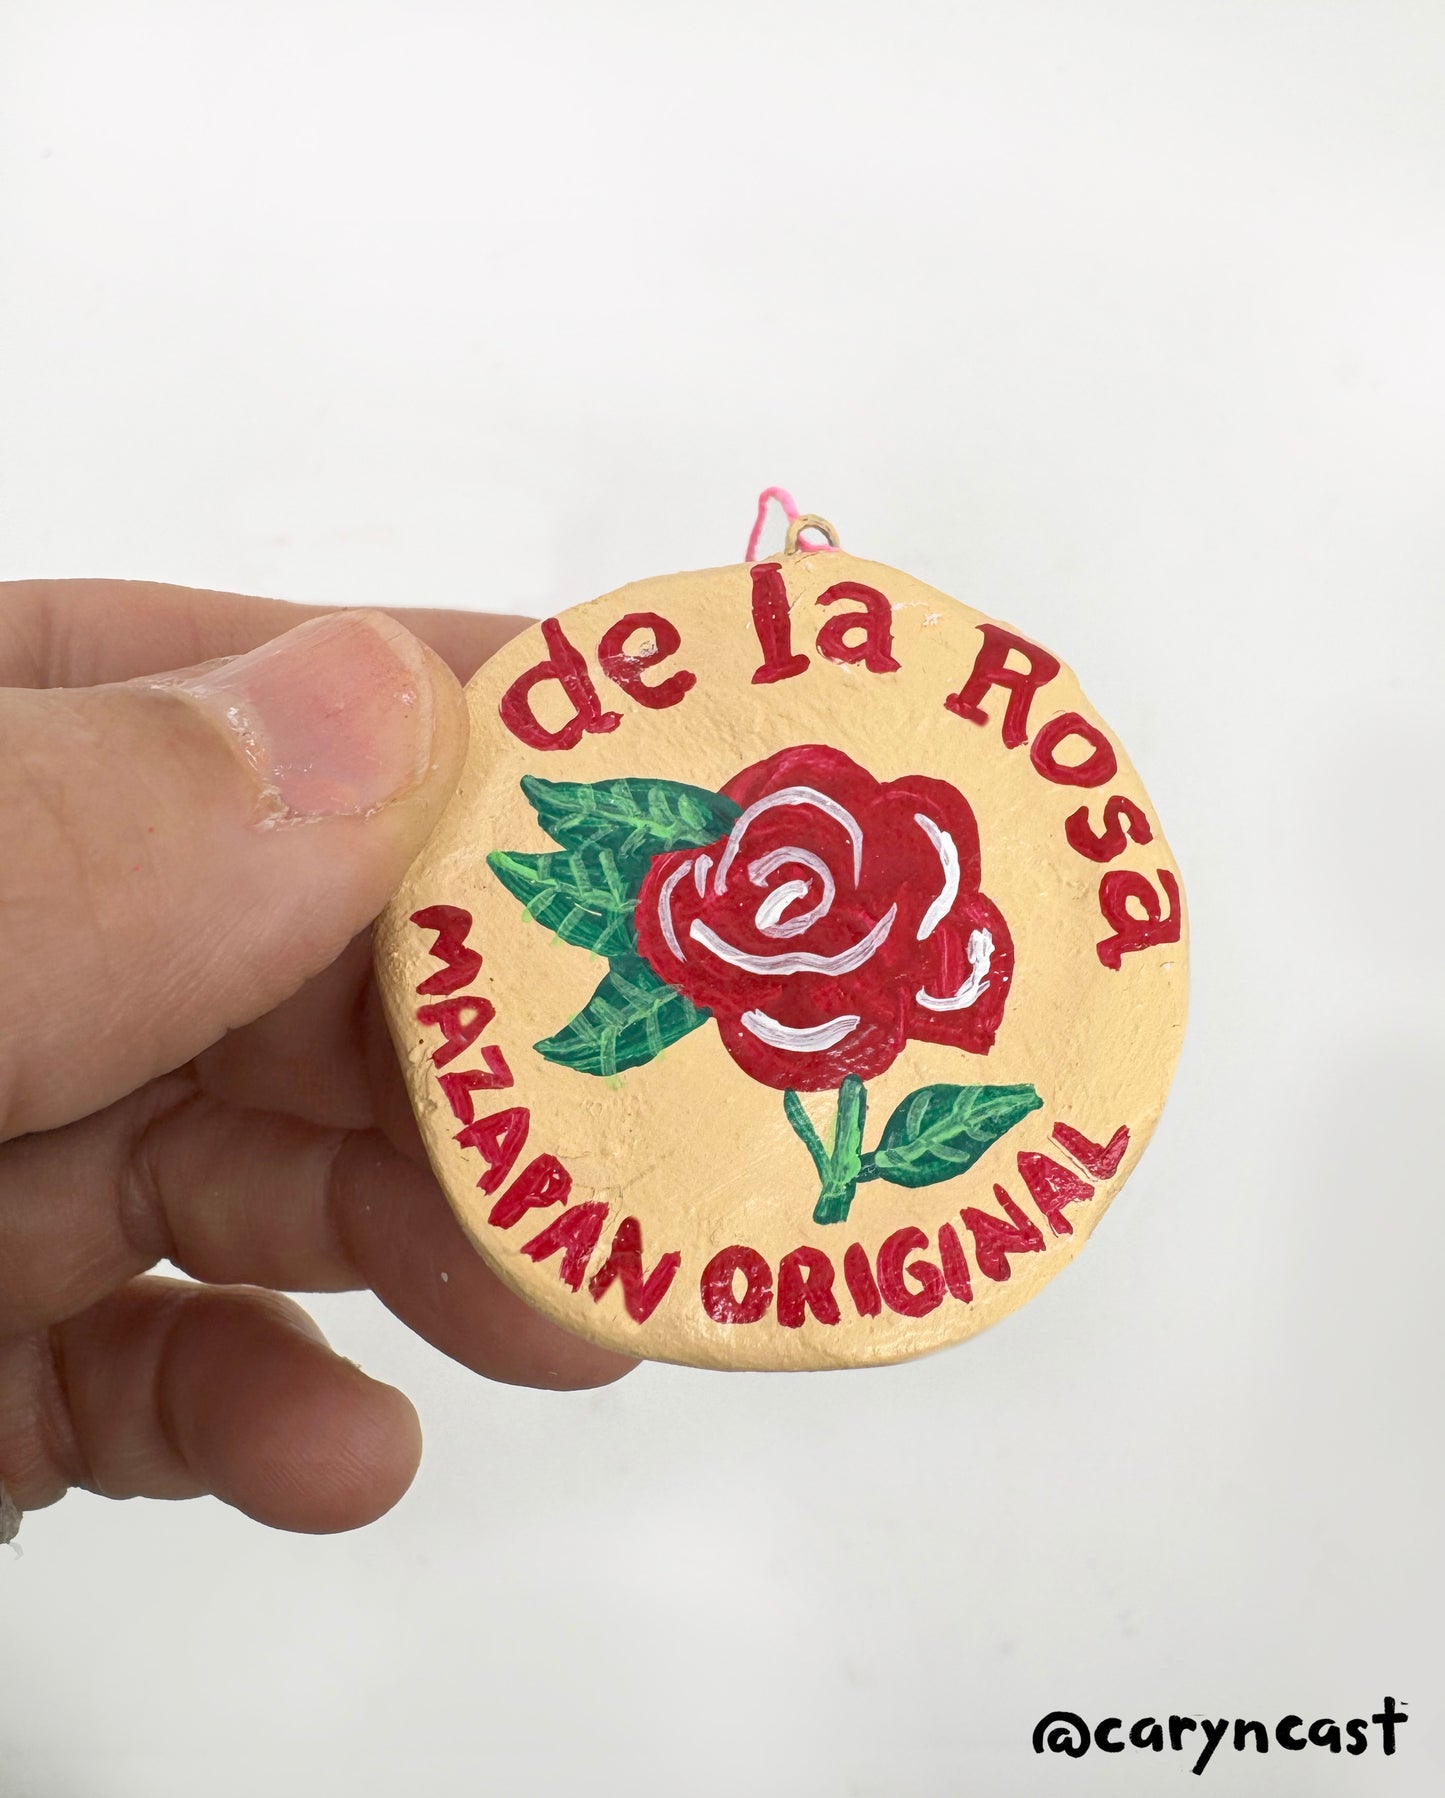 de la Rosa
MAZAPAN ORIGINAL
@caryncast